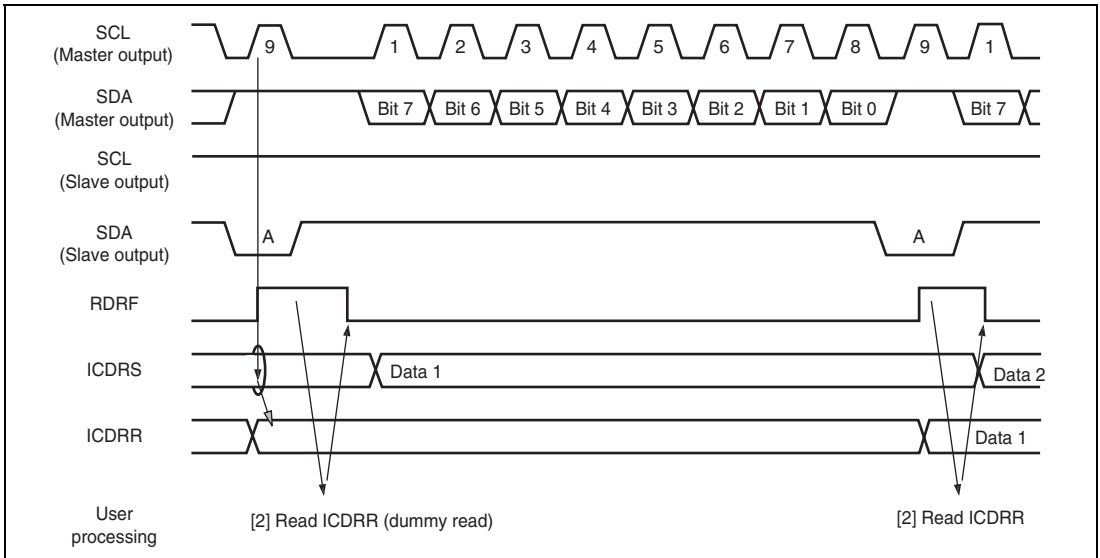 SCL
(Master output)
9 1 2 3 4 5 6 7 8 9 1
SDA
(Master output)
Bit 7 Bit 6 Bit 5 Bit 4 Bit 3 Bit 2 Bit 1 Bit 0 Bit 7
SCL
(Slave output)
SDA
(Slave output)
A A
RDRF
ICDRS
Data 1 Data 2
ICDRR
Data 1
User
processing
[2] Read ICDRR (dummy read) [2] Read ICDRR